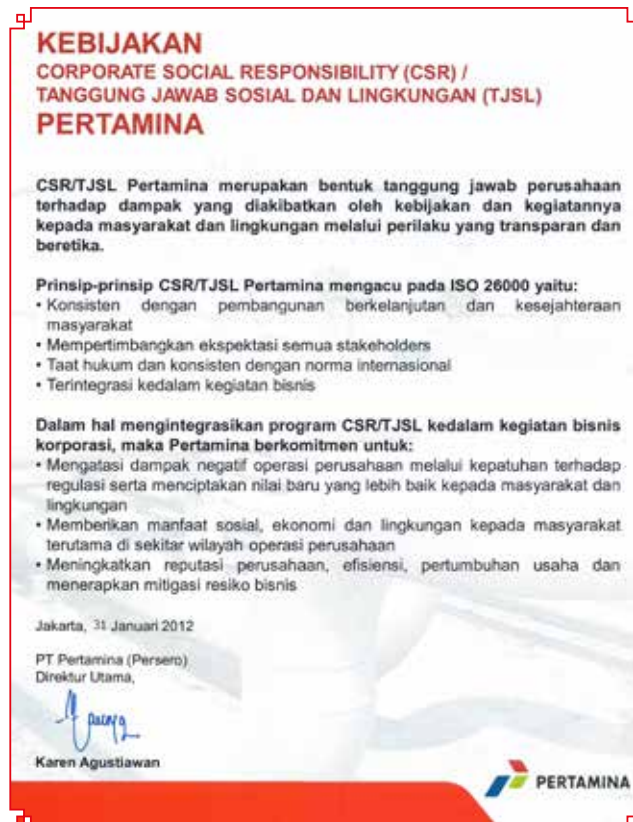 KEBIJAKAN
CORPORATE SOCIAL RESPONSIBILITY (CSR) /
TANGGUNG JAWAB SOSIAL DAN LINGKUNGAN (TJSL)
PERTAMINA
CSR/TJSL Pertamina merupakan bentuk tanggung jawab perusahaan
terhadap dampak yang diakibatkan oleh kebijakan dan kegiatannya
kepada masyarakat dan lingkungan melalui perilaku yang transparan dan
beretika.
Prinsip-prinsip CSR/TJSL Pertamina mengacu pada ISO 26000 yaitu:
• Konsisten dengan pembangunan berkelanjutan dan kesejahteraan
masyarakat
• Mempertimbangkan ekspektasi semua stakeholders
• Taat hukum dan konsisten dengan norma internasional
• Terintegrasi kedalam kegiatan bisnis
Dalam hal mengintegrasikan program CSR/TJSL kedalam kegiatan bisnis
korporasi, maka Pertamina berkomitmen untuk:
• Mengatasi dampak negatif operasi perusahaan melalui kepatuhan terhadap
regulasi serta menciptakan nilai baru yang lebih baik kepada masyarakat dan
lingkungan
• Memberikan manfaat sosial, ekonomi dan lingkungan kepada masyarakat
terutama di sekitar wilayah operasi perusahaan
• Meningkatkan reputasi perusahaan, efisiensi, pertumbuhan usaha dan
menerapkan mitigasi resiko bisnis
Jakarta, 31 Januari 2012
PT Pertamina (Persero)
Direktur Utama,
Karen Agustiawan
PERTAMINA